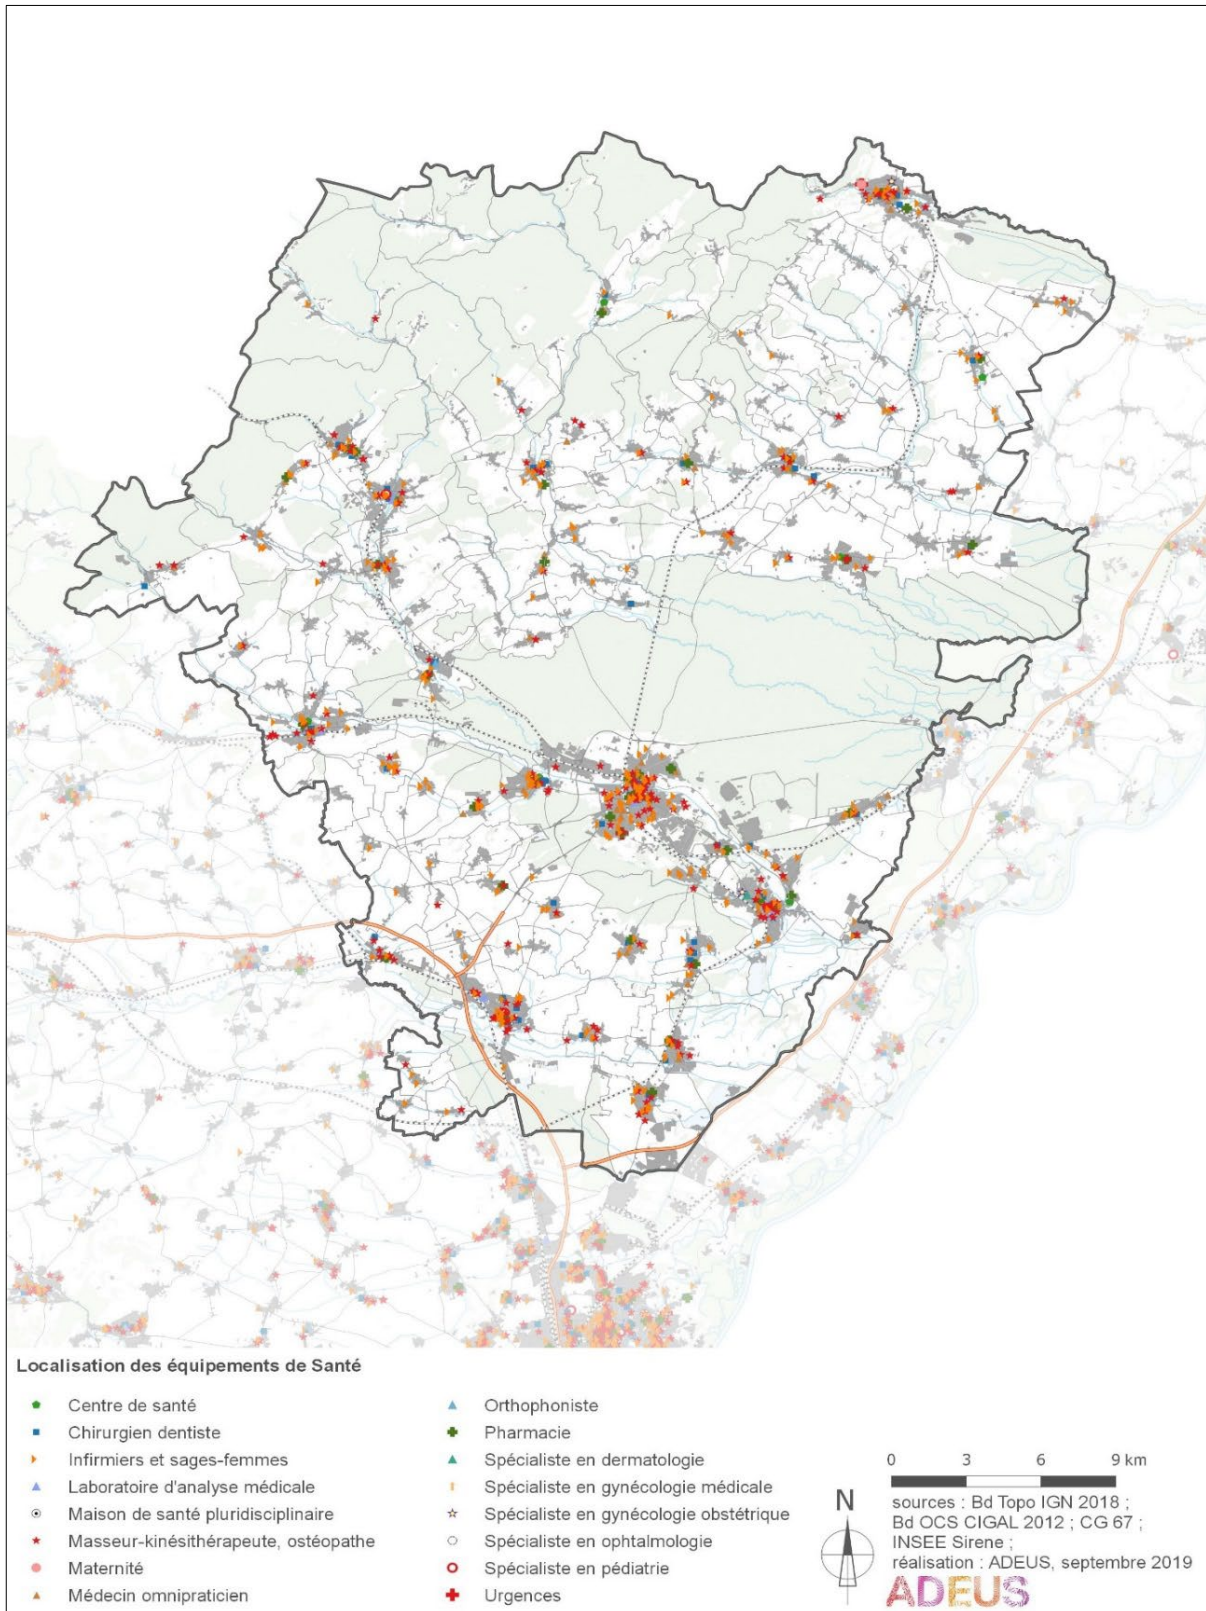 Localisation des équipements de Santé
Centre de santé
Chirurgien dentiste
Infirmiers et sages-femmes
Laboratoire d'analyse médicale
Maison de santé pluridisciplinaire
Masseur-kinésithérapeute, ostéopathe
Maternité
Médecin omnipraticien
Orthophoniste
Pharmacie
Spécialiste en dermatologie
Spécialiste en gynécologie médicale
Spécialiste en gynécologie obstétrique
Spécialiste en ophtalmologie
Spécialiste en pédiatrie
Urgences
N
0 3 6 9 km
sources : Bd Topo IGN 2018 ;
Bd OCS CIGAL 2012 ; CG 67 ;
INSEE Sirene ;
réalisation : ADEUS, septembre 2019
ADEUS